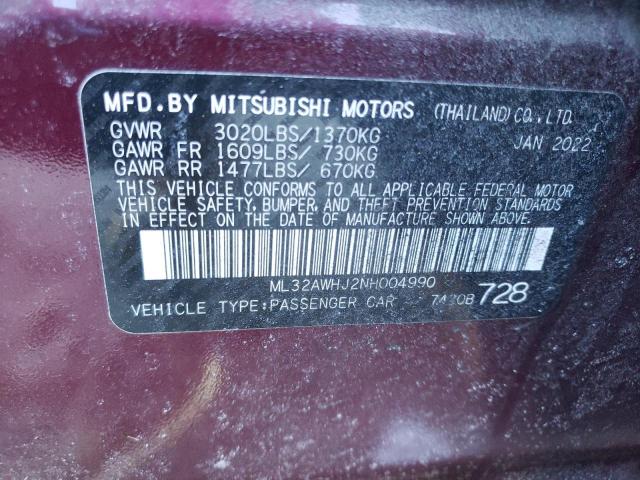 MFD.BY MITSUBISHI MOTORS (THAILAND) CO., LTD.
GVWR 3020LBS/1370KG JAN 2022
GAWR FR 1609LBS/ 730KG
GAWR RR 1477LBS/ 670KG
THIS VEHICLE CONFORMS TO ALL APPLICABLE FEDERAL MOTOR
VEHICLE SAFETY, BUMPER, AND THEFT PREVENTION STANDARDS
IN EFFECT ON THE DATE OF MANUFACTURE SHOWN ABOVE.
ML32AWHJ2NH004990
VEHICLE TYPE:PASSENGER CAR 728